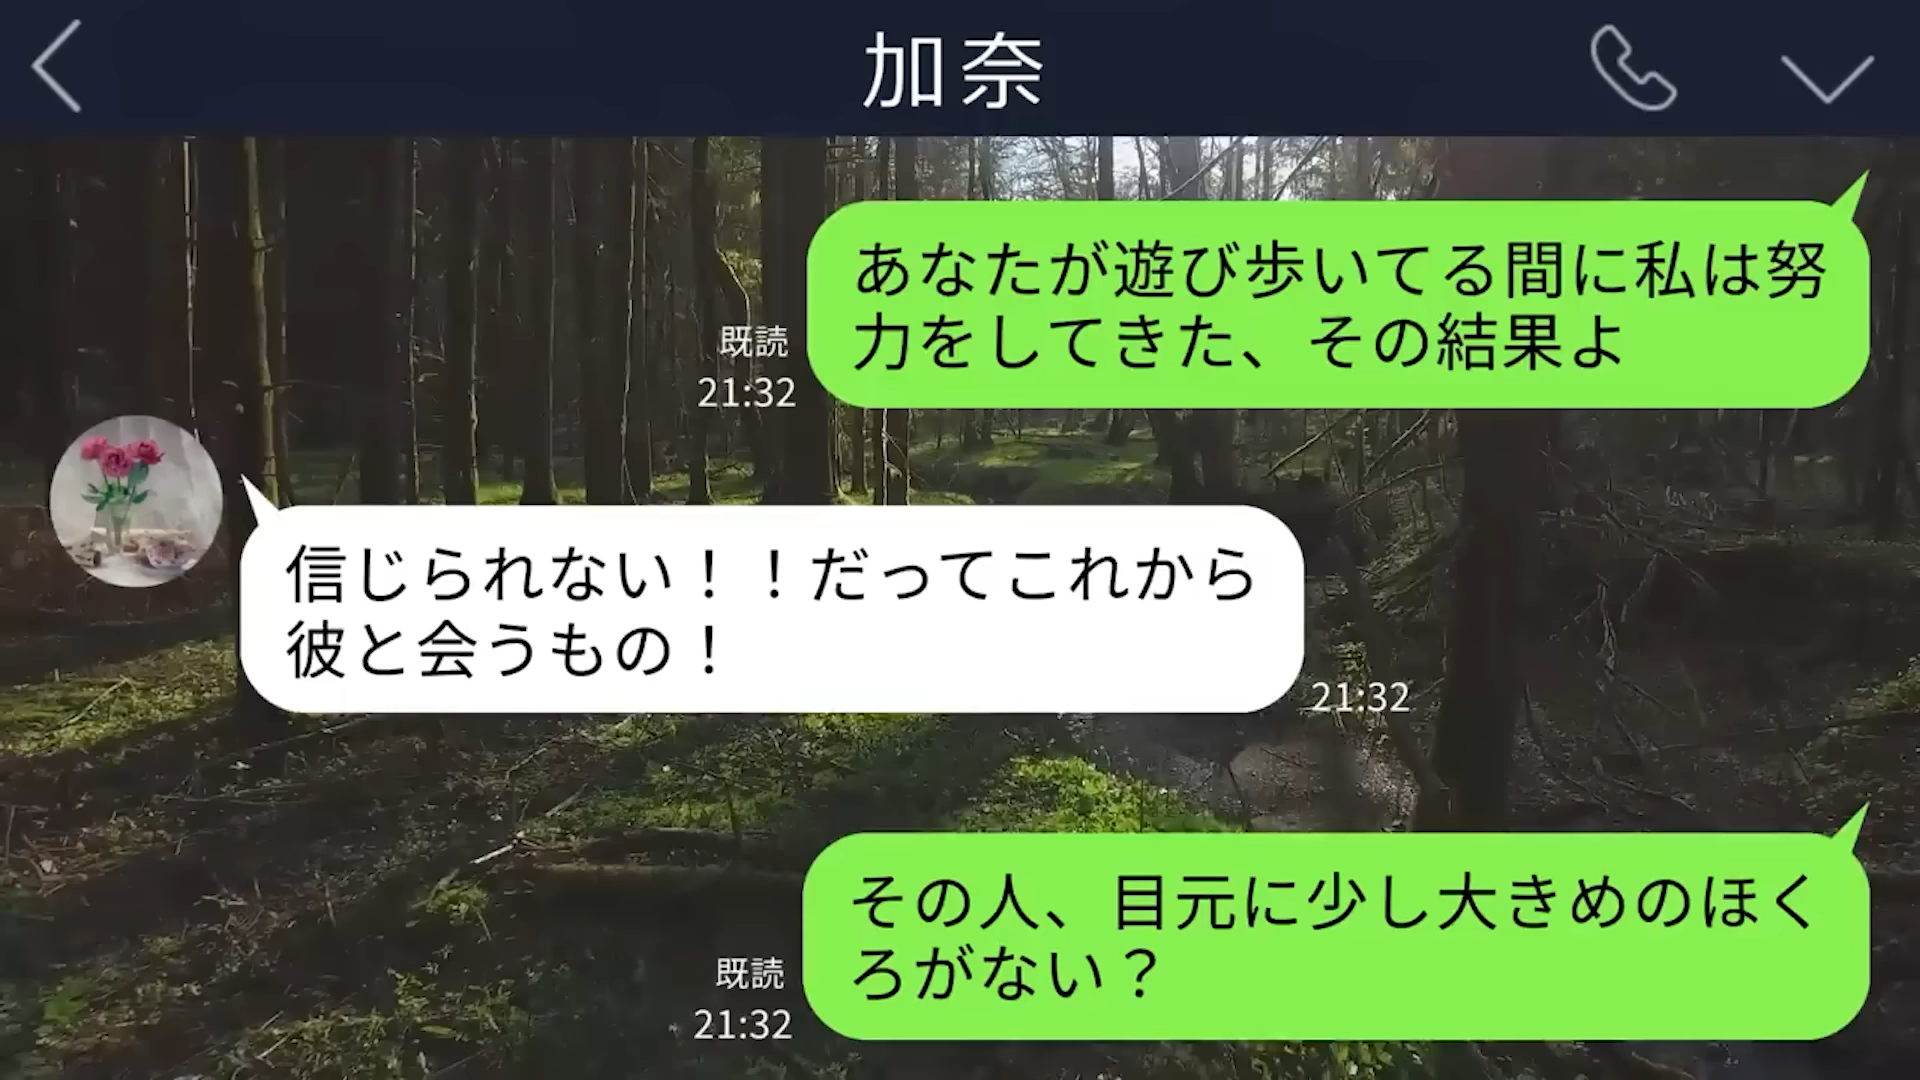 加奈
あなたが遊び歩いてる間に私は努
力をしてきた、その結果よ
既読
21:32
信じられない！！だってこれから
彼と会うもの！
21:32
その人、目元に少し大きめのほく
ろがない？
既読
21:32